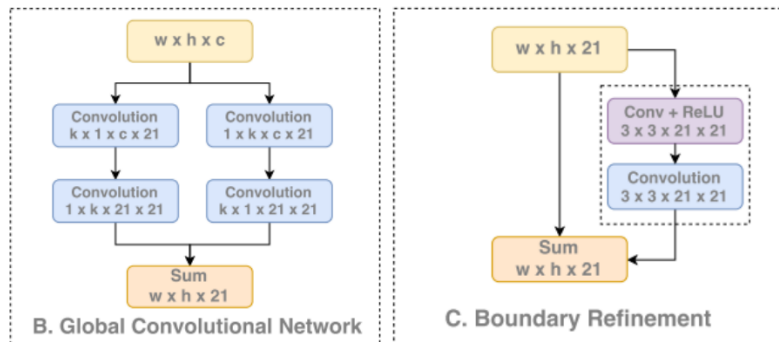 w x h x c
Convolution
k x 1 x c x 21
Convolution
1 x k x c x 21
Convolution
1 x k x 21 x 21
Convolution
k x 1 x 21 x 21
Sum
w x h x 21
B. Global Convolutional Network
w x h x 21
Conv + ReLU
3 x 3 x 21 x 21
Convolution
3 x 3 x 21 x 21
Sum
w x h x 21
C. Boundary Refinement